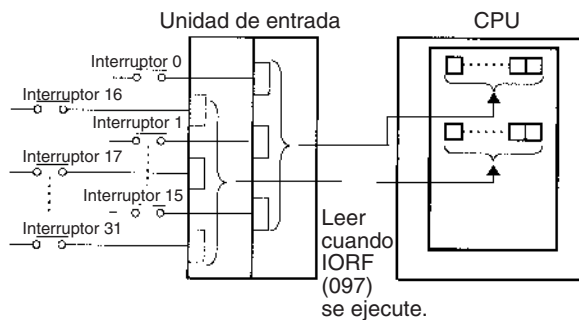 Unidad de entrada
CPU
Interruptor 0
Interruptor 16
Interruptor 1
Interruptor 17
Interruptor 15
Interruptor 31
Leer
cuando
IORF
(097)
se ejecute.